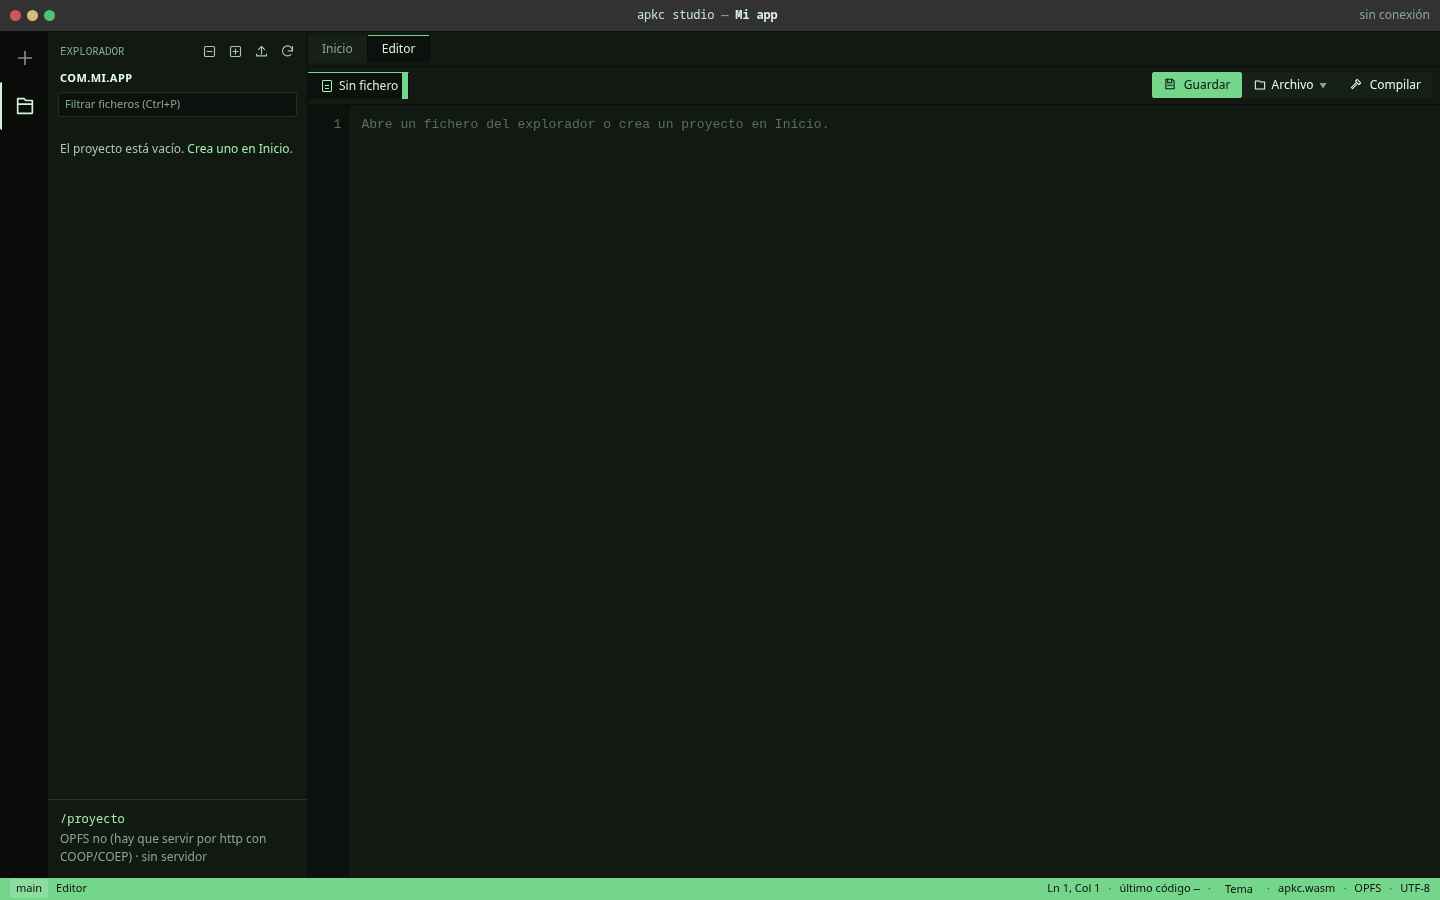 apkc studio — Mi app
sin conexión
EXPLORADOR
COM.MI.APP
Filtrar ficheros (Ctrl+P)
El proyecto está vacío. Crea uno en Inicio.
/proyecto
OPFS no (hay que servir por http con
COOP/COEP) · sin servidor
Inicio
Editor
Sin fichero
Guardar
Archivo
Compilar
1
Abre un fichero del explorador o crea un proyecto en Inicio.
main
Editor
Ln 1, Col 1 · último código — · Tema · apkc.wasm · OPFS · UTF-8